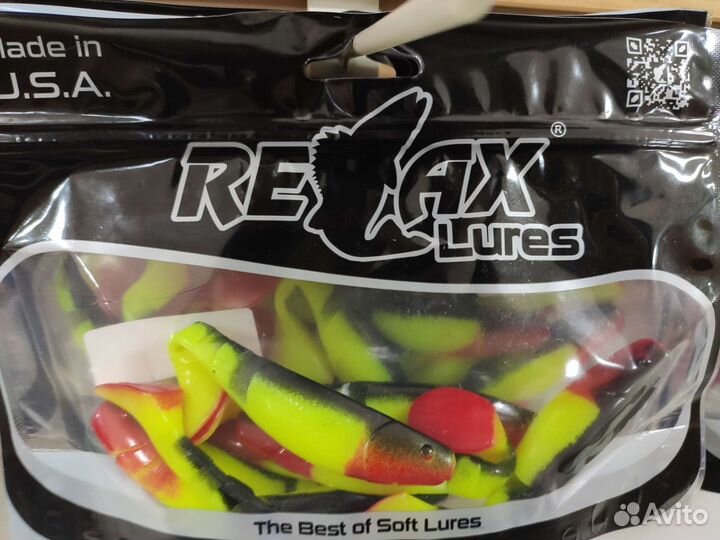 Made in
U.S.A.
RELAX®
Lures
The Best of Soft Lures
Avito